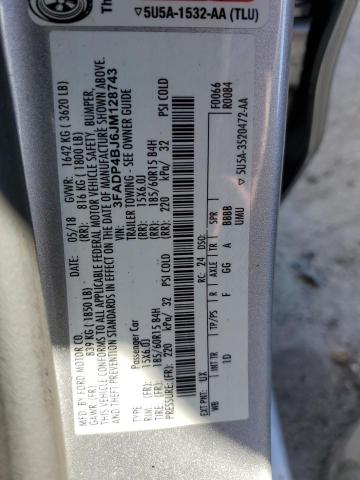 Th
5U5A-1532-AA (TLU)
MFD. BY FORD MOTOR CO.
05/18 GVWR: 1642 KG ( 3620 LB)
GAWR:(FR): 839 KG ( 1850 LB) (RR): 816 KG ( 1800 LB)
COMPLIES TO ALL APPLICABLE FEDERAL MOTOR VEHICLE SAFETY, BUMPER,
AND THEFT PREVENTION STANDARDS IN EFFECT ON THE DATE OF MANUFACTURE SHOWN ABOVE.
VIN: 3FADP4BJ6JM128743
TYPE: Passenger Car TRAILER TOWING - SEE OWNER GUIDE
RIM: (FR): 15X6.0J (RR): 15X6.0J
TIRE: (FR): 185/60R15 84H (RR): 185/60R15 84H
PRESSURE:(FR): 220 kPa/ 32 PSI COLD (RR): 220 kPa/ 32 PSI COLD
F0066
R0084
EXT PNT: UX RC: 24 DSO:
WB INT TR TP/PS R AXLE TR SPR
1D F GG A BBBB
UMU
5U5A-3520472-AA